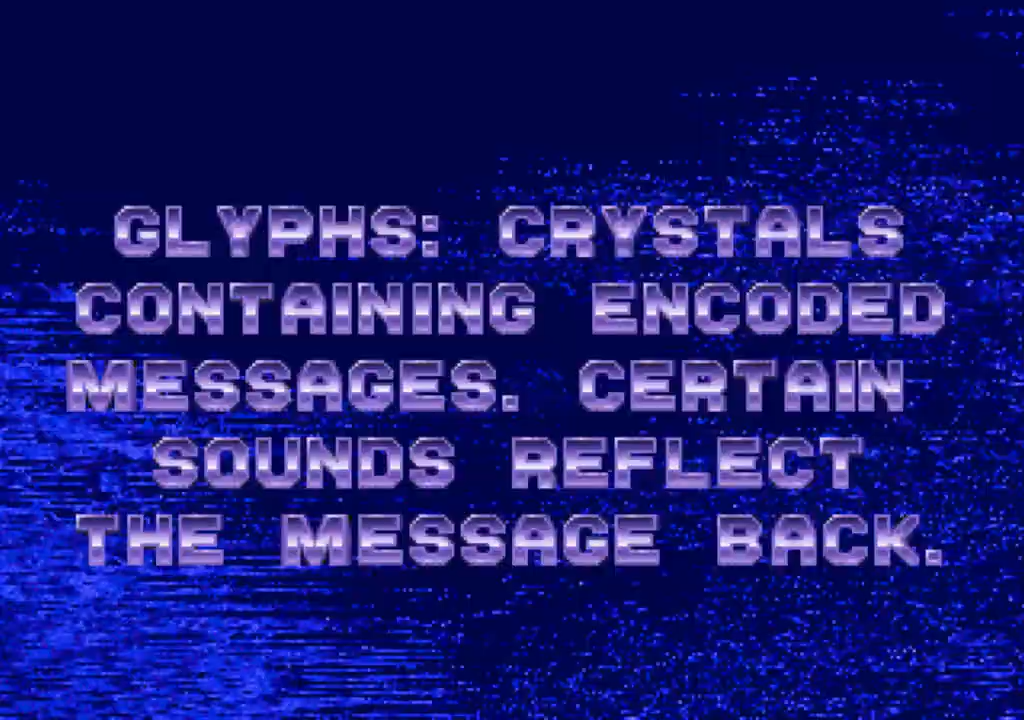 GLYPHS: CRYSTALS
CONTAINING ENCODED
MESSAGES. CERTAIN
SOUNDS REFLECT
THE MESSAGE BACK.